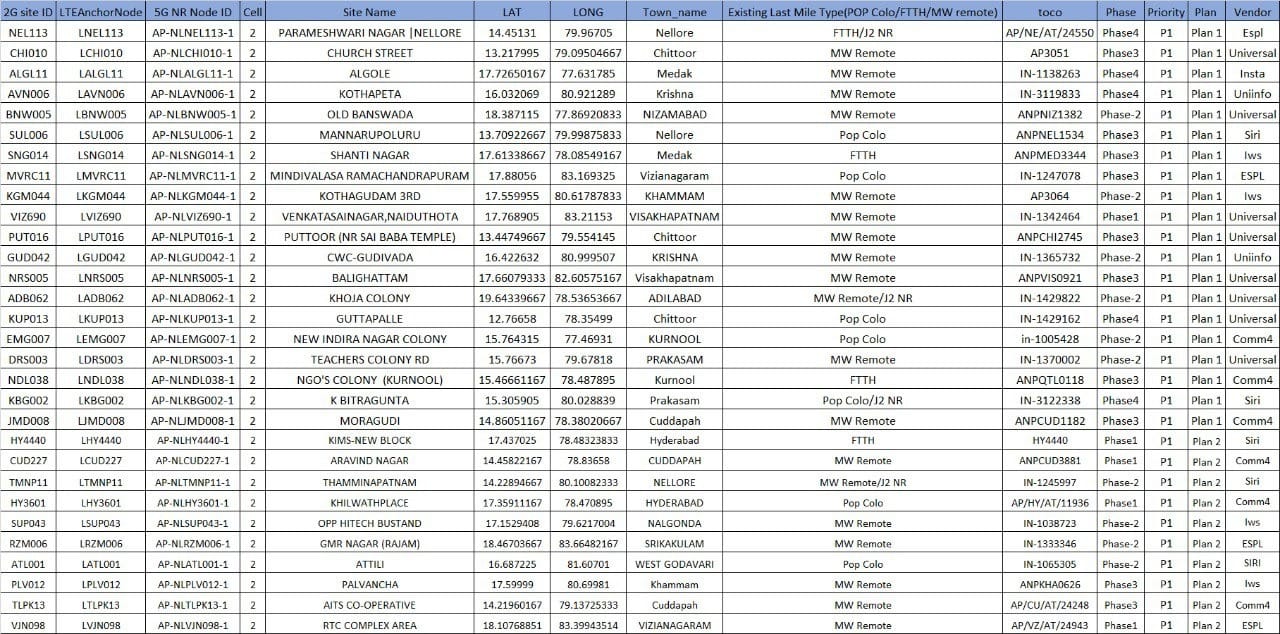 2G site ID LTEAnchorNode 5G NR Node ID Cell Site Name LAT LONG Town_name Existing Last Mile Type(POP Colo/FTTH/MW remote) toco Phase Priority Plan Vendor
NEL113 LNEL113 AP-NLNEL113-1 2 PARAMESHWARI NAGAR |NELLORE 14.45131 79.96705 Nellore FTTH/J2 NR AP/NE/AT/24550 Phase4 P1 Plan 1 Espl
CHI010 LCHI010 AP-NLCHI010-1 2 CHURCH STREET 13.217995 79.09504667 Chittoor MW Remote AP3051 Phase3 P1 Plan 1 Universal
ALGL11 LALGL11 AP-NLALGL11-1 2 ALGOLE 17.72650167 77.631785 Medak MW Remote IN-1138263 Phase4 P1 Plan 1 Insta
AVN006 LAVN006 AP-NLAVN006-1 2 KOTHAPETA 16.032069 80.921289 Krishna MW Remote IN-3119833 Phase4 P1 Plan 1 Uniinfo
BNW005 LBNW005 AP-NLBNW005-1 2 OLD BANSWADA 18.387115 77.86920833 NIZAMABAD MW Remote ANPNIZ1382 Phase-2 P1 Plan 1 Universal
SUL006 LSUL006 AP-NLSUL006-1 2 MANNARUPOLURU 13.70922667 79.99875833 Nellore Pop Colo ANPNEL1534 Phase3 P1 Plan 1 Siri
SNG014 LSNG014 AP-NLSNG014-1 2 SHANTI NAGAR 17.61338667 78.08549167 Medak FTTH ANPMED3344 Phase3 P1 Plan 1 Iws
MVRC11 LMVRC11 AP-NLMVRC11-1 2 MINDIVALASA RAMACHANDRAPURAM 17.88056 83.169325 Vizianagaram Pop Colo IN-1247078 Phase3 P1 Plan 1 ESPL
KGM044 LKGM044 AP-NLKGM044-1 2 KOTHAGUDAM 3RD 17.559955 80.61787833 KHAMMAM MW Remote AP3064 Phase-2 P1 Plan 1 Iws
VIZ690 LVIZ690 AP-NLVIZ690-1 2 VENKATASAINAGAR,NAIDUTHOTA 17.768905 83.21153 VISAKHAPATNAM MW Remote IN-1342464 Phase1 P1 Plan 1 Universal
PUT016 LPUT016 AP-NLPUT016-1 2 PUTTOOR (NR SAI BABA TEMPLE) 13.44749667 79.554145 Chittoor MW Remote ANPCHI2745 Phase3 P1 Plan 1 Universal
GUD042 LGUD042 AP-NLGUD042-1 2 CWC-GUDIVADA 16.422632 80.999507 KRISHNA MW Remote IN-1365732 Phase-2 P1 Plan 1 Uniinfo
NRS005 LNRS005 AP-NLNRS005-1 2 BALIGHATTAM 17.66079333 82.60575167 Visakhapatnam MW Remote ANPVIS0921 Phase3 P1 Plan 1 Universal
ADB062 LADB062 AP-NLADB062-1 2 KHOJA COLONY 19.64339667 78.53653667 ADILABAD MW Remote/J2 NR IN-1429822 Phase-2 P1 Plan 1 Universal
KUP013 LKUP013 AP-NLKUP013-1 2 GUTTAPALLE 12.76658 78.35499 Chittoor Pop Colo IN-1429162 Phase4 P1 Plan 1 Universal
EMG007 LEMG007 AP-NLEMG007-1 2 NEW INDIRA NAGAR COLONY 15.764315 77.46931 KURNOOL Pop Colo in-1005428 Phase-2 P1 Plan 1 Comm4
DRS003 LDRS003 AP-NLDRS003-1 2 TEACHERS COLONY RD 15.76673 79.67818 PRAKASAM MW Remote IN-1370002 Phase-2 P1 Plan 1 Universal
NDL038 LNDL038 AP-NLNDL038-1 2 NGO'S COLONY (KURNOOL) 15.46661167 78.487895 Kurnool FTTH ANPQTL0118 Phase3 P1 Plan 1 Comm4
KBG002 LKBG002 AP-NLKBG002-1 2 K BITRAGUNTA 15.305905 80.028839 Prakasam Pop Colo/J2 NR IN-3122338 Phase4 P1 Plan 1 Siri
JMD008 LJMD008 AP-NLJMD008-1 2 MORAGUDI 14.86051167 78.38020667 Cuddapah MW Remote ANPCUD1182 Phase3 P1 Plan 1 Comm4
HY4440 LHY4440 AP-NLHY4440-1 2 KIMS-NEW BLOCK 17.437025 78.48323833 Hyderabad FTTH HY4440 Phase1 P1 Plan 2 Siri
CUD227 LCUD227 AP-NLCUD227-1 2 ARAVIND NAGAR 14.45822167 78.83658 CUDDAPAH MW Remote ANPCUD3881 Phase1 P1 Plan 2 Comm4
TMNP11 LTMNP11 AP-NLTMNP11-1 2 THAMMINAPATNAM 14.22894667 80.10082333 NELLORE MW Remote/J2 NR IN-1245997 Phase-2 P1 Plan 2 Siri
HY3601 LHY3601 AP-NLHY3601-1 2 KHILWATHPLACE 17.35911167 78.470895 HYDERABAD Pop Colo AP/HY/AT/11936 Phase1 P1 Plan 2 Comm4
SUP043 LSUP043 AP-NLSUP043-1 2 OPP HITECH BUSTAND 17.1529408 79.6217004 NALGONDA MW Remote IN-1038723 Phase-2 P1 Plan 2 Iws
RZM006 LRZM006 AP-NLRZM006-1 2 GMR NAGAR (RAJAM) 18.46703667 83.66482167 SRIKAKULAM MW Remote IN-1333346 Phase-2 P1 Plan 2 ESPL
ATL001 LATL001 AP-NLATL001-1 2 ATTILI 16.687225 81.60701 WEST GODAVARI Pop Colo IN-1065305 Phase-2 P1 Plan 2 SIRI
PLV012 LPLV012 AP-NLPLV012-1 2 PALVANCHA 17.59999 80.69981 Khammam MW Remote ANPKHA0626 Phase3 P1 Plan 2 Iws
TLPK13 LTLPK13 AP-NLTLPK13-1 2 AITS CO-OPERATIVE 14.21960167 79.13725333 Cuddapah MW Remote AP/CU/AT/24248 Phase3 P1 Plan 2 Comm4
VJN098 LVJN098 AP-NLVJN098-1 2 RTC COMPLEX AREA 18.10768851 83.39943514 VIZIANAGARAM MW Remote AP/VZ/AT/24943 Phase1 P1 Plan 2 ESPL